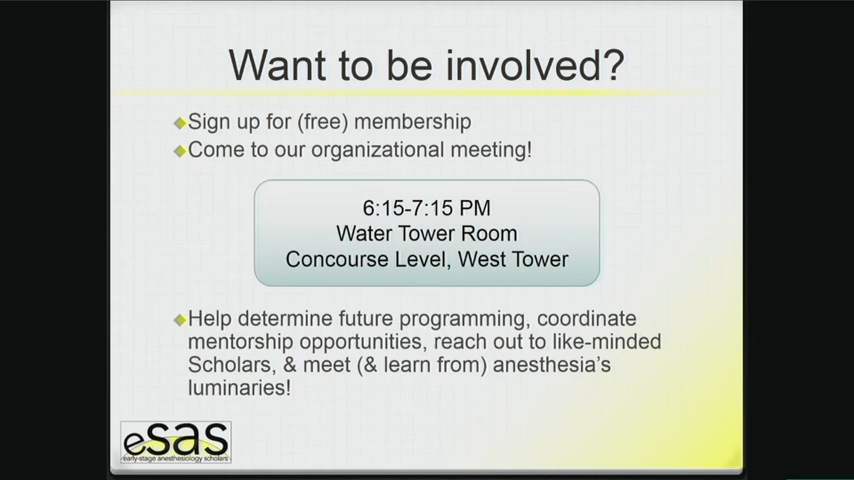 Want to be involved?
Sign up for (free) membership
Come to our organizational meeting!
6:15-7:15 PM
Water Tower Room
Concourse Level, West Tower
Help determine future programming, coordinate
mentorship opportunities, reach out to like-minded
Scholars, & meet (& learn from) anesthesia's
luminaries!
esas
early-stage anesthesiology scholars